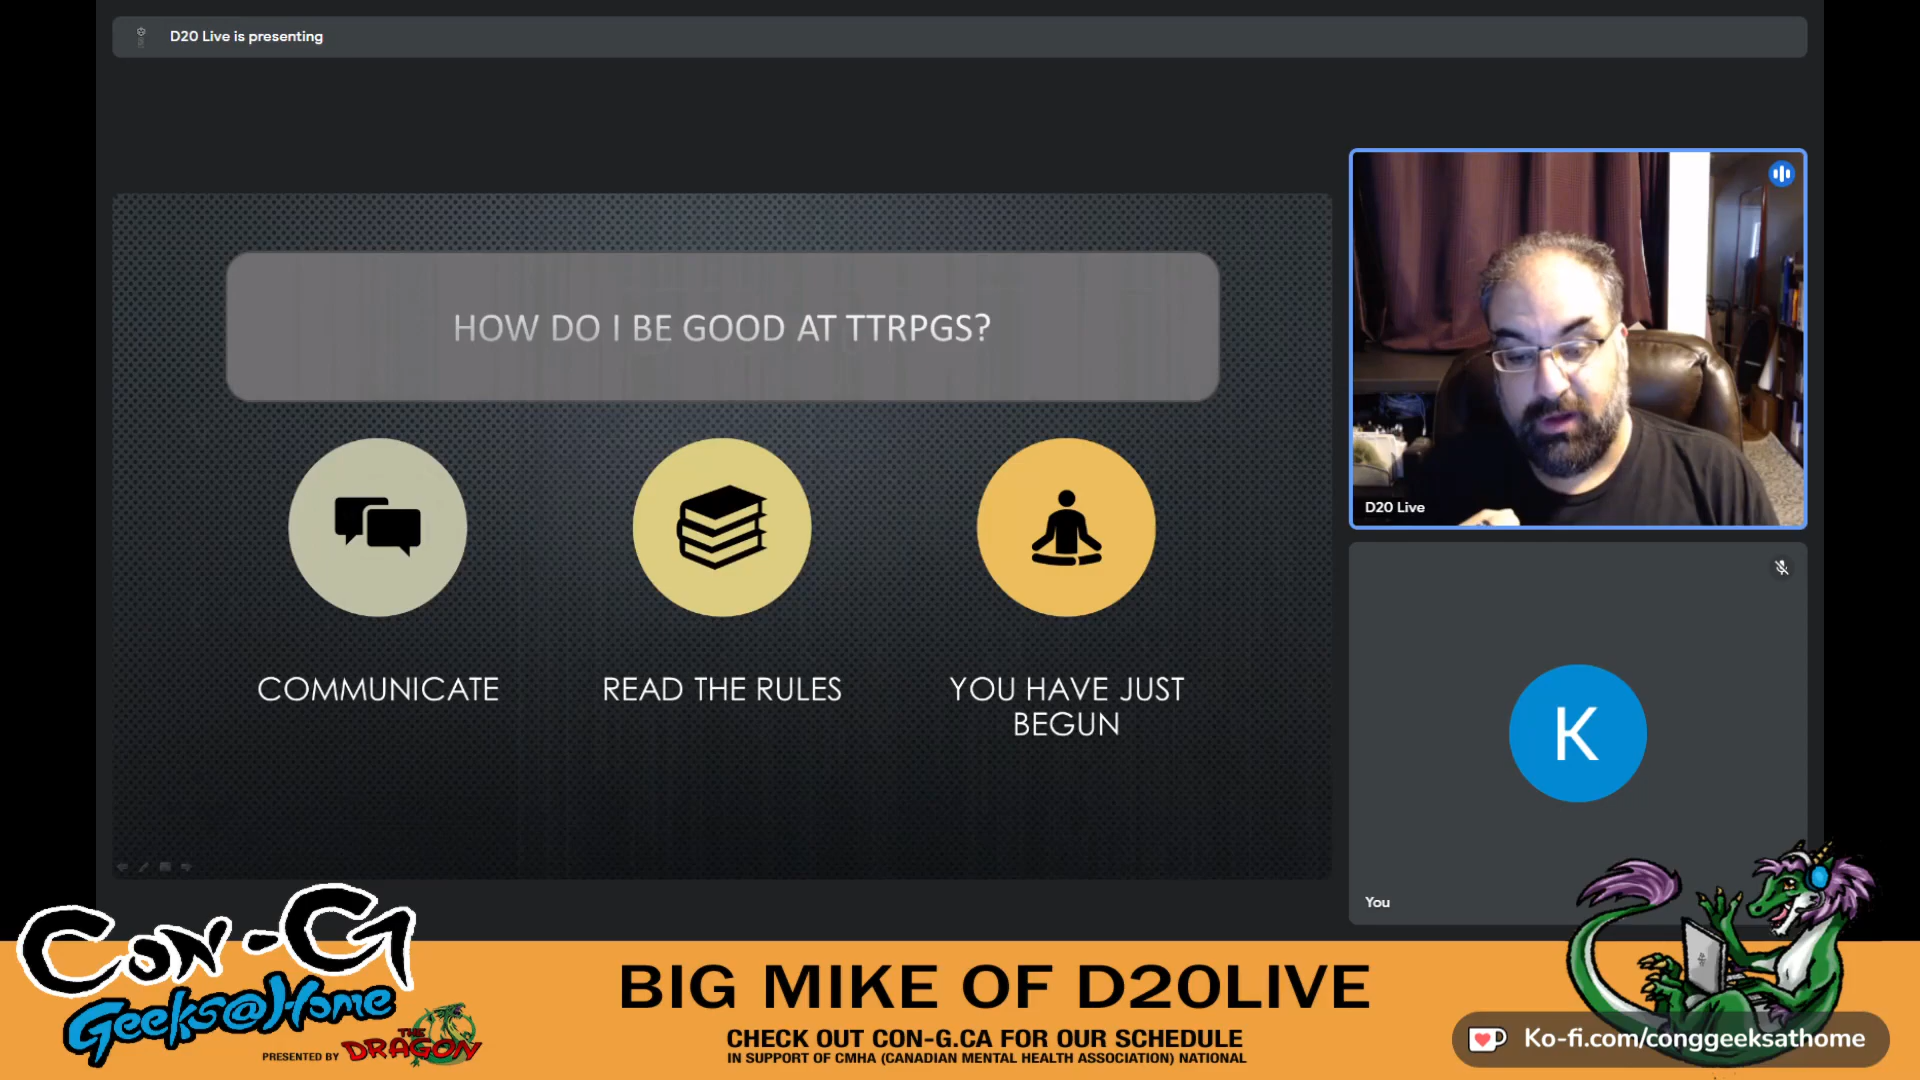 D20 Live is presenting
HOW DO I BE GOOD AT TTRPGS?
COMMUNICATE
READ THE RULES
YOU HAVE JUST
BEGUN
D20 Live
K
You
CON-G
Geeks@Home
PRESENTED BY THE DRAGON
BIG MIKE OF D20LIVE
CHECK OUT CON-G.CA FOR OUR SCHEDULE
IN SUPPORT OF CMHA (CANADIAN MENTAL HEALTH ASSOCIATION) NATIONAL
Ko-fi.com/conggeeksathome